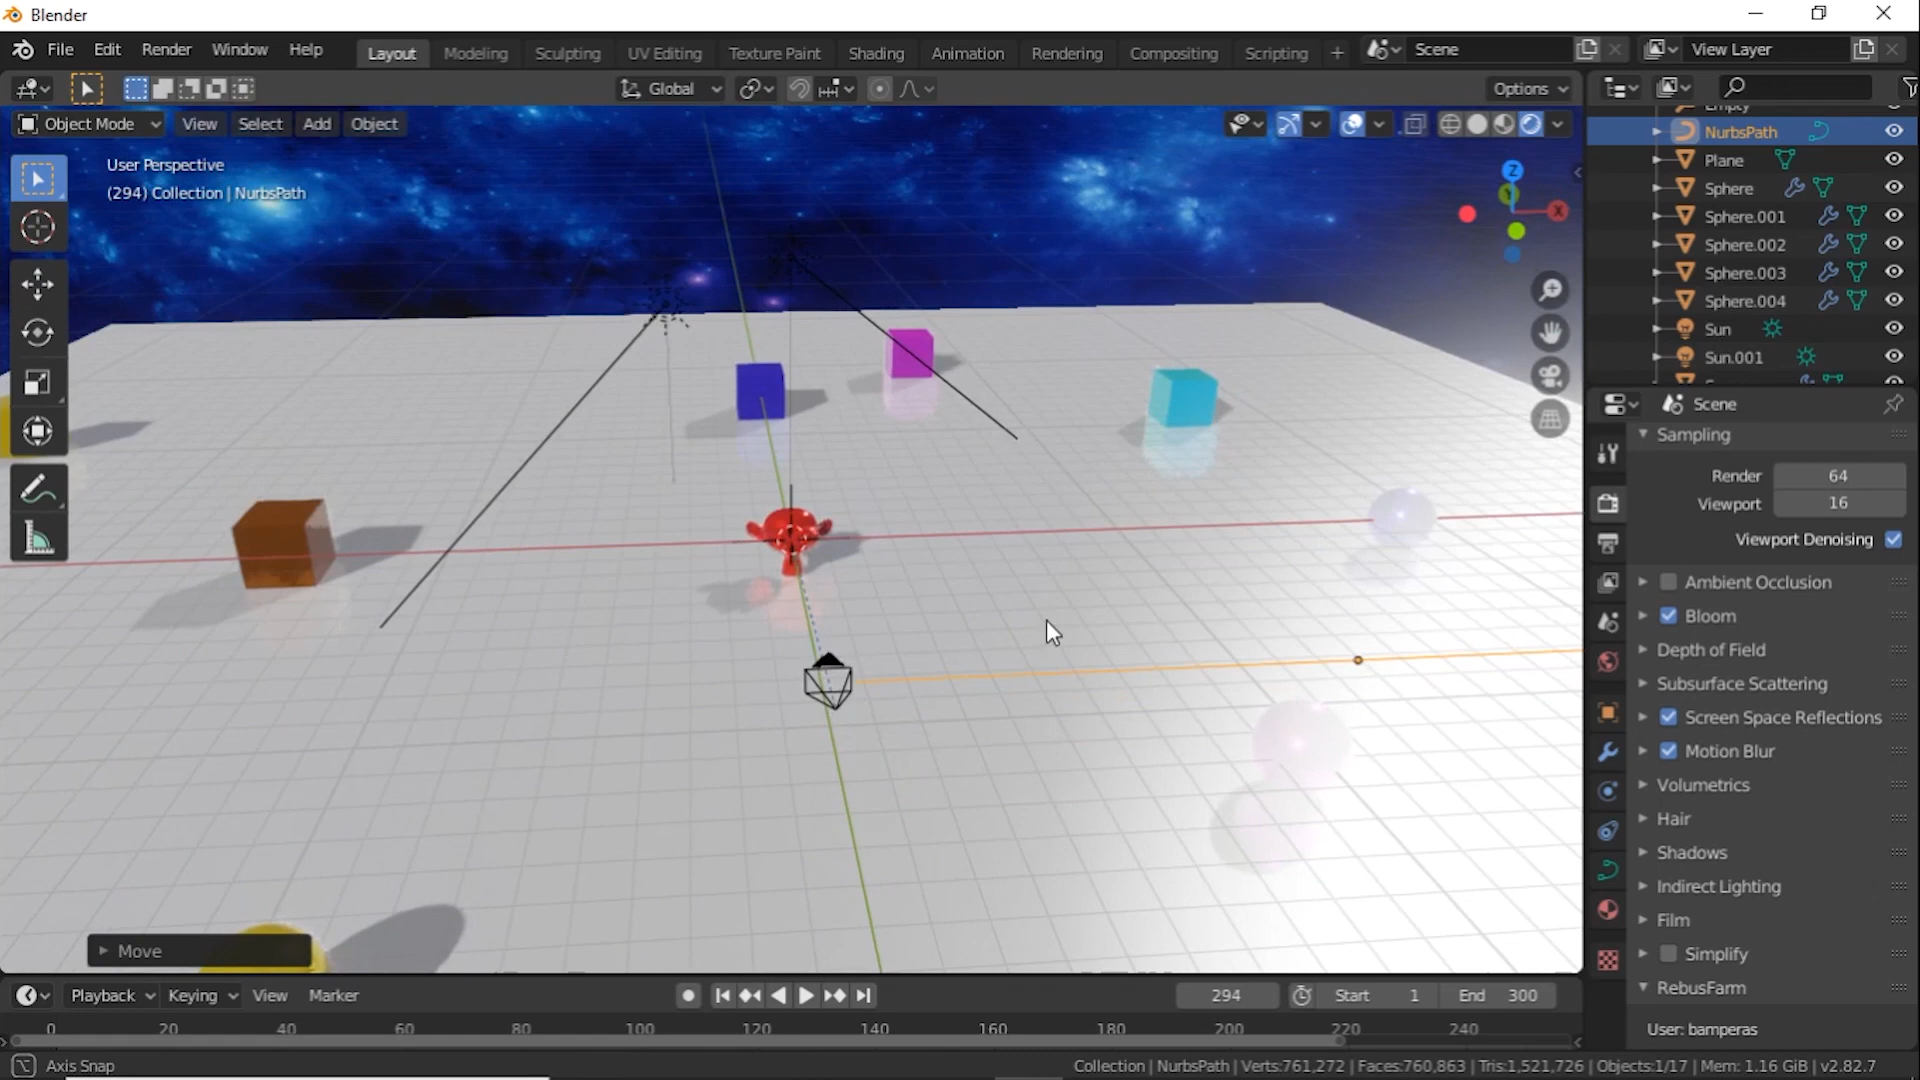 Blender
File Edit Render Window Help Layout Modeling Sculpting UV Editing Texture Paint Shading Animation Rendering Compositing Scripting + Scene View Layer
Global Options
Object Mode View Select Add Object
User Perspective
(294) Collection | NurbsPath
Z
X
Empty
NurbsPath
Plane
Sphere
Sphere.001
Sphere.002
Sphere.003
Sphere.004
Sun
Sun.001
Scene
Sampling
Render 64
Viewport 16
Viewport Denoising
Ambient Occlusion
Bloom
Depth of Field
Subsurface Scattering
Screen Space Reflections
Motion Blur
Volumetrics
Hair
Shadows
Indirect Lighting
Film
Simplify
RebusFarm
User: bamperas
Move
Playback Keying View Marker 294 Start 1 End 300
0 20 40 60 80 100 120 140 160 180 200 220 240
Axis Snap Collection | NurbsPath | Verts:761,272 | Faces:760,863 | Tris:1,521,726 | Objects:1/17 | Mem: 1.16 GiB | v2.82.7